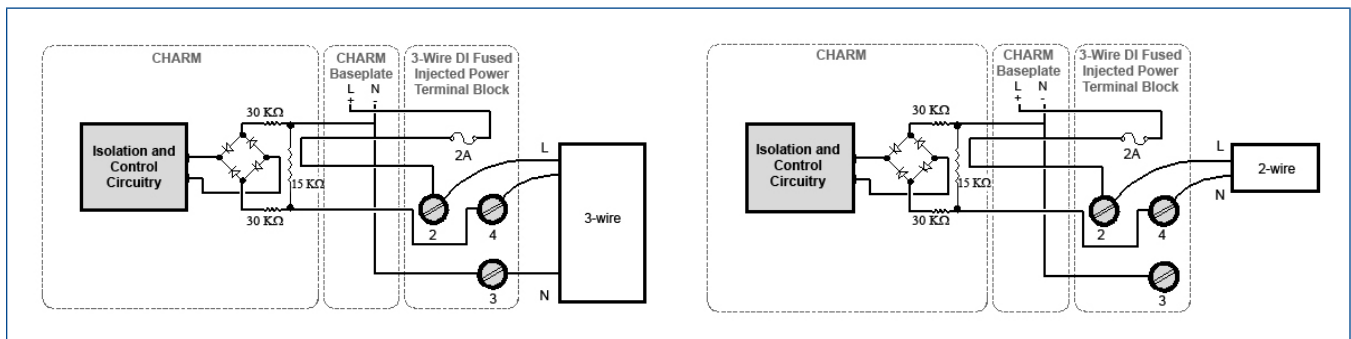 CHARM
CHARM
Baseplate
L N
+ -
3-Wire DI Fused
Injected Power
Terminal Block
30 KΩ
Isolation and
Control
Circuitry
15 KΩ
30 KΩ
2A
L
2
4
3-wire
3
N
CHARM
CHARM
Baseplate
L N
+ -
3-Wire DI Fused
Injected Power
Terminal Block
30 KΩ
Isolation and
Control
Circuitry
15 KΩ
30 KΩ
2A
L
2-wire
N
2
4
3